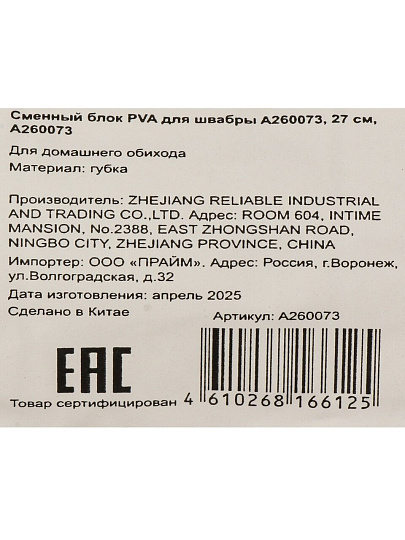 Сменный блок PVA для швабры A260073, 27 см,
A260073
Для домашнего обихода
Материал: губка
Производитель: ZHEJIANG RELIABLE INDUSTRIAL
AND TRADING CO.,LTD. Адрес: ROOM 604, INTIME
MANSION, No.2388, EAST ZHONGSHAN ROAD,
NINGBO CITY, ZHEJIANG PROVINCE, CHINA
Импортер: ООО «ПРАЙМ». Адрес: Россия, г.Воронеж,
ул.Волгоградская, д.32
Дата изготовления: апрель 2025
Сделано в Китае
Артикул: A260073
EAC
Товар сертифицирован
4 610268 166125